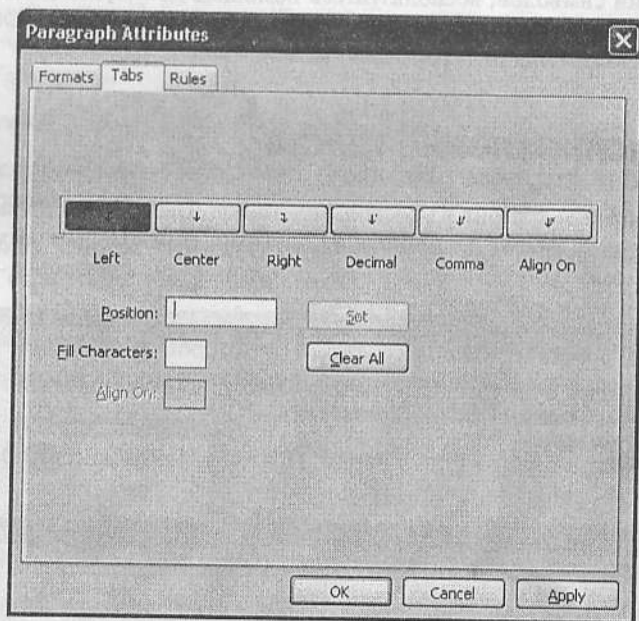 Paragraph Attributes
Formats Tabs Rules
Left Center Right Decimal Comma Align On
Position: Set
Fill Characters: Clear All
Align On:
OK Cancel Apply